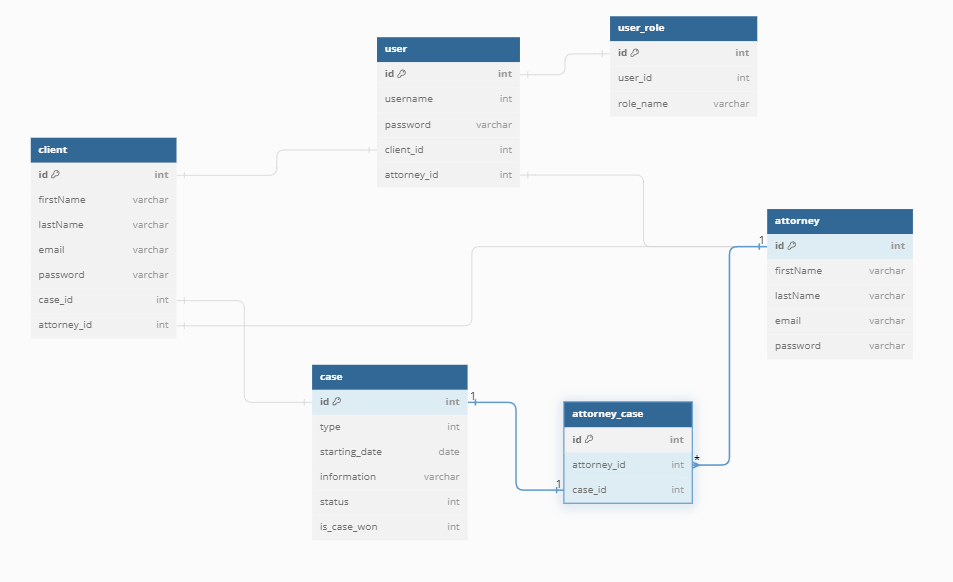 user_role
id int
user_id int
role_name varchar
user
id int
username int
password varchar
client_id int
attorney_id int
client
id int
firstName varchar
lastName varchar
email varchar
password varchar
case_id int
attorney_id int
attorney
1
id int
firstName varchar
lastName varchar
email varchar
password varchar
case
1
id int
type int
starting_date date
information varchar
status int
is_case_won int
attorney_case
id int
attorney_id int
*
1
case_id int